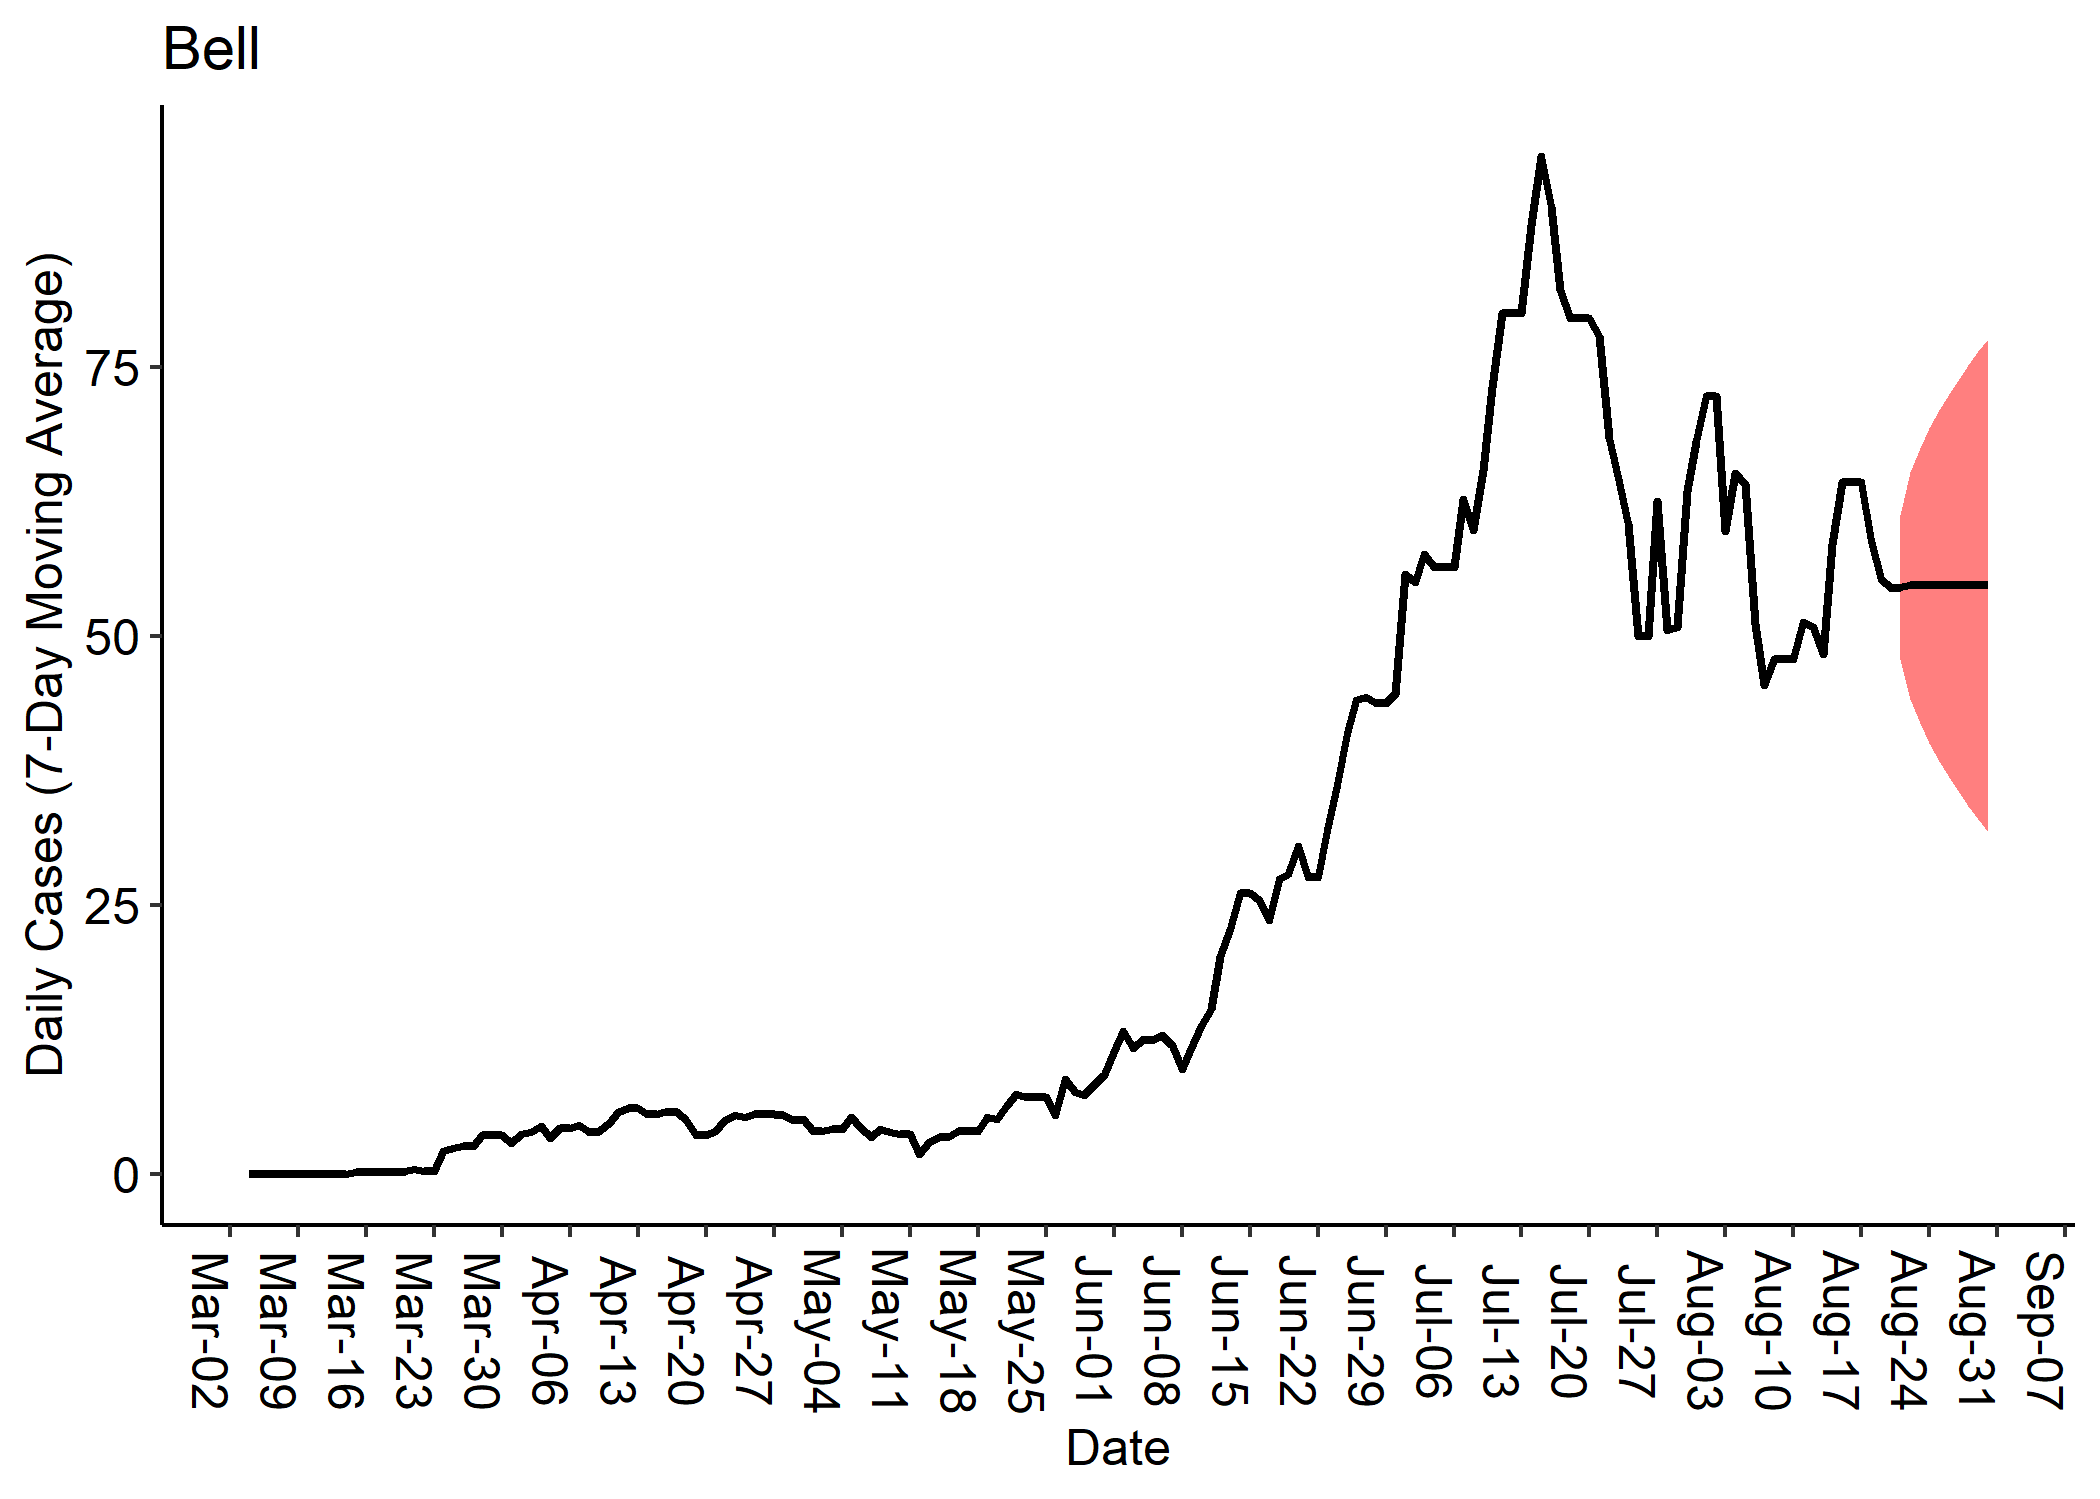 Bell
Daily Cases (7-Day Moving Average)
75
50
25
0
Mar-02
Mar-09
Mar-16
Mar-23
Mar-30
Apr-06
Apr-13
Apr-20
Apr-27
May-04
May-11
May-18
May-25
Jun-01
Jun-08
Jun-15
Jun-22
Jun-29
Jul-06
Jul-13
Jul-20
Jul-27
Aug-03
Aug-10
Aug-17
Aug-24
Aug-31
Sep-07
Date